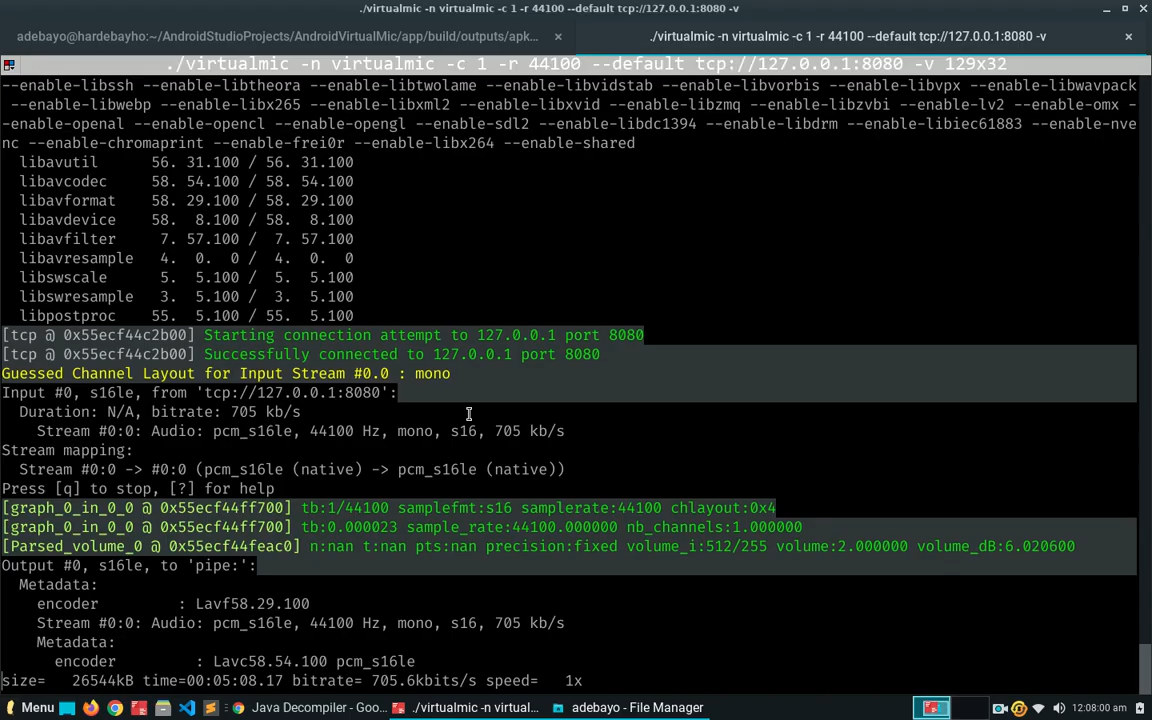 ./virtualmic -n virtualmic -c 1 -r 44100 --default tcp://127.0.0.1:8080 -v
adebayo@hardebayho:~/AndroidStudioProjects/AndroidVirtualMic/app/build/outputs/apk...
./virtualmic -n virtualmic -c 1 -r 44100 --default tcp://127.0.0.1:8080 -v
./virtualmic -n virtualmic -c 1 -r 44100 --default tcp://127.0.0.1:8080 -v 129x32
--enable-libssh --enable-libtheora --enable-libtwolame --enable-libvidstab --enable-libvorbis --enable-libvpx --enable-libwavpack
--enable-libwebp --enable-libx265 --enable-libxml2 --enable-libxvid --enable-libzmq --enable-libzvbi --enable-lv2 --enable-omx -
-enable-openal --enable-opencl --enable-opengl --enable-sdl2 --enable-libdc1394 --enable-libdrm --enable-libiec61883 --enable-nve
nc --enable-chromaprint --enable-frei0r --enable-libx264 --enable-shared
libavutil      56. 31.100 / 56. 31.100
libavcodec     58. 54.100 / 58. 54.100
libavformat    58. 29.100 / 58. 29.100
libavdevice    58.  8.100 / 58.  8.100
libavfilter     7. 57.100 /  7. 57.100
libavresample   4.  0.  0 /  4.  0.  0
libswscale      5.  5.100 /  5.  5.100
libswresample   3.  5.100 /  3.  5.100
libpostproc    55.  5.100 / 55.  5.100
[tcp @ 0x55ecf44c2b00] Starting connection attempt to 127.0.0.1 port 8080
[tcp @ 0x55ecf44c2b00] Successfully connected to 127.0.0.1 port 8080
Guessed Channel Layout for Input Stream #0.0 : mono
Input #0, s16le, from 'tcp://127.0.0.1:8080':
Duration: N/A, bitrate: 705 kb/s
Stream #0:0: Audio: pcm_s16le, 44100 Hz, mono, s16, 705 kb/s
Stream mapping:
Stream #0:0 -> #0:0 (pcm_s16le (native) -> pcm_s16le (native))
Press [q] to stop, [?] for help
[graph_0_in_0_0 @ 0x55ecf44ff700] tb:1/44100 samplefmt:s16 samplerate:44100 chlayout:0x4
[graph_0_in_0_0 @ 0x55ecf44ff700] tb:0.000023 sample_rate:44100.000000 nb_channels:1.000000
[Parsed_volume_0 @ 0x55ecf44feac0] n:nan t:nan pts:nan precision:fixed volume_i:512/255 volume:2.000000 volume_dB:6.020600
Output #0, s16le, to 'pipe:':
Metadata:
encoder         : Lavf58.29.100
Stream #0:0: Audio: pcm_s16le, 44100 Hz, mono, s16, 705 kb/s
Metadata:
encoder         : Lavc58.54.100 pcm_s16le
size=   26544kB time=00:05:08.17 bitrate= 705.6kbits/s speed=   1x
Menu
Java Decompiler - Goo...
./virtualmic -n virtual...
adebayo - File Manager
12:08:00 am